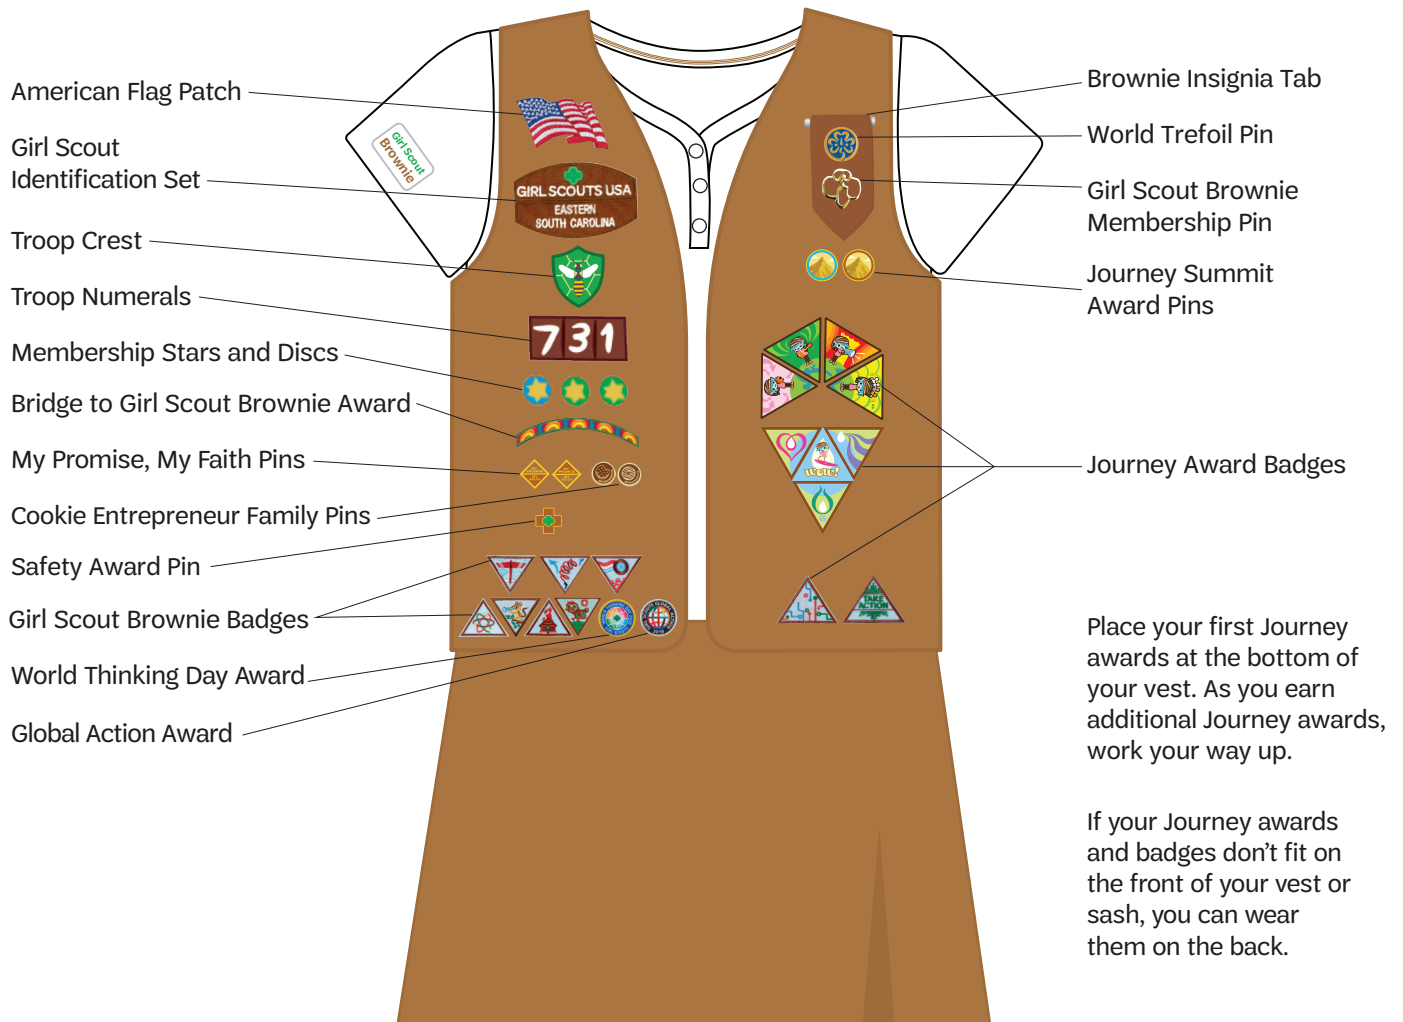 American Flag Patch
Girl Scout
Identification Set
Troop Crest
Troop Numerals
Membership Stars and Discs
Bridge to Girl Scout Brownie Award
My Promise, My Faith Pins
Cookie Entrepreneur Family Pins
Safety Award Pin
Girl Scout Brownie Badges
World Thinking Day Award
Global Action Award
Girl Scout
Brownie
GIRL SCOUTS USA
EASTERN
SOUTH CAROLINA
731
WOW!
TAKE
ACTION
Brownie Insignia Tab
World Trefoil Pin
Girl Scout Brownie
Membership Pin
Journey Summit
Award Pins
Journey Award Badges
Place your first Journey
awards at the bottom of
your vest. As you earn
additional Journey awards,
work your way up.
If your Journey awards
and badges don’t fit on
the front of your vest or
sash, you can wear
them on the back.